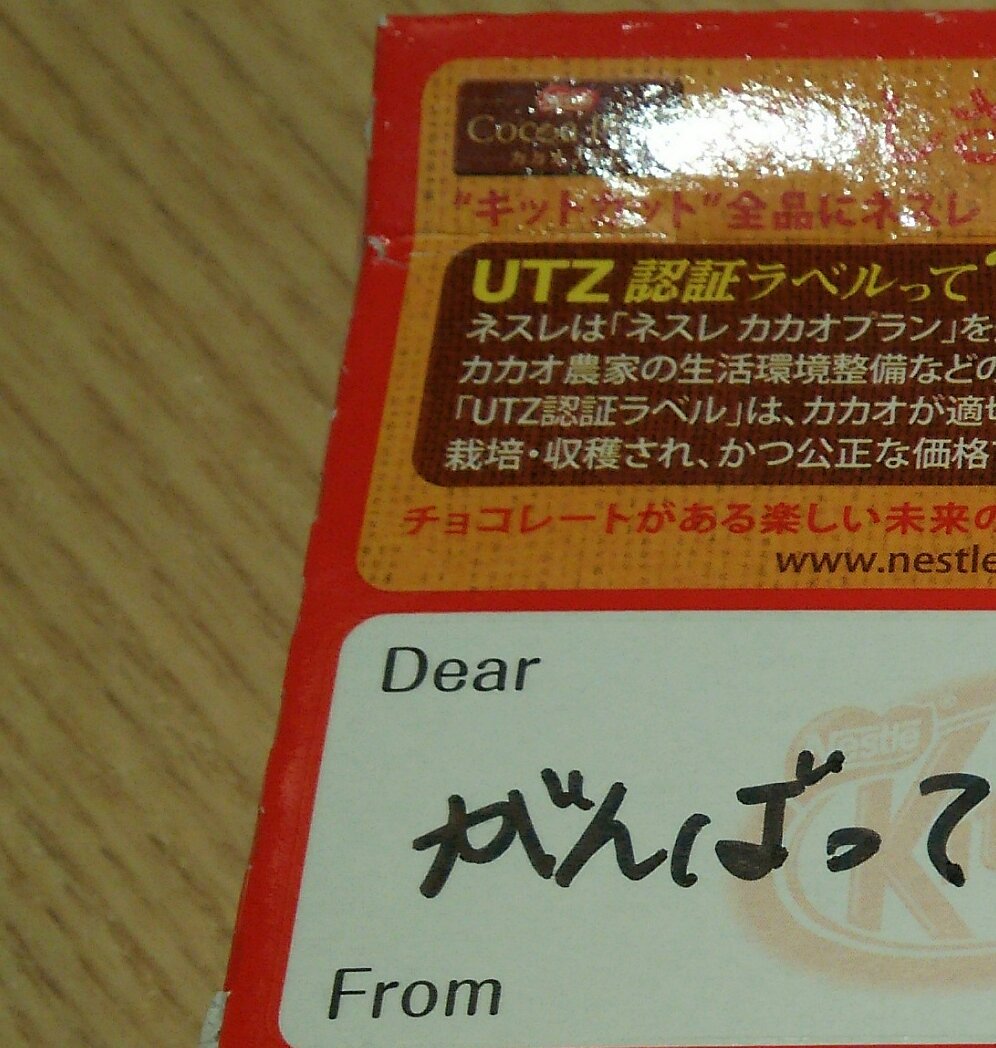 Cocoa
"キットカット"全品にネスレ
UTZ 認証ラベルって
ネスレは「ネスレ カカオプラン」を
カカオ農家の生活環境整備などの
「UTZ認証ラベル」は、カカオが適切
栽培・収穫され、かつ公正な価格
チョコレートがある楽しい未来の
www.nestle
Dear
Nestlé
がんばって
From